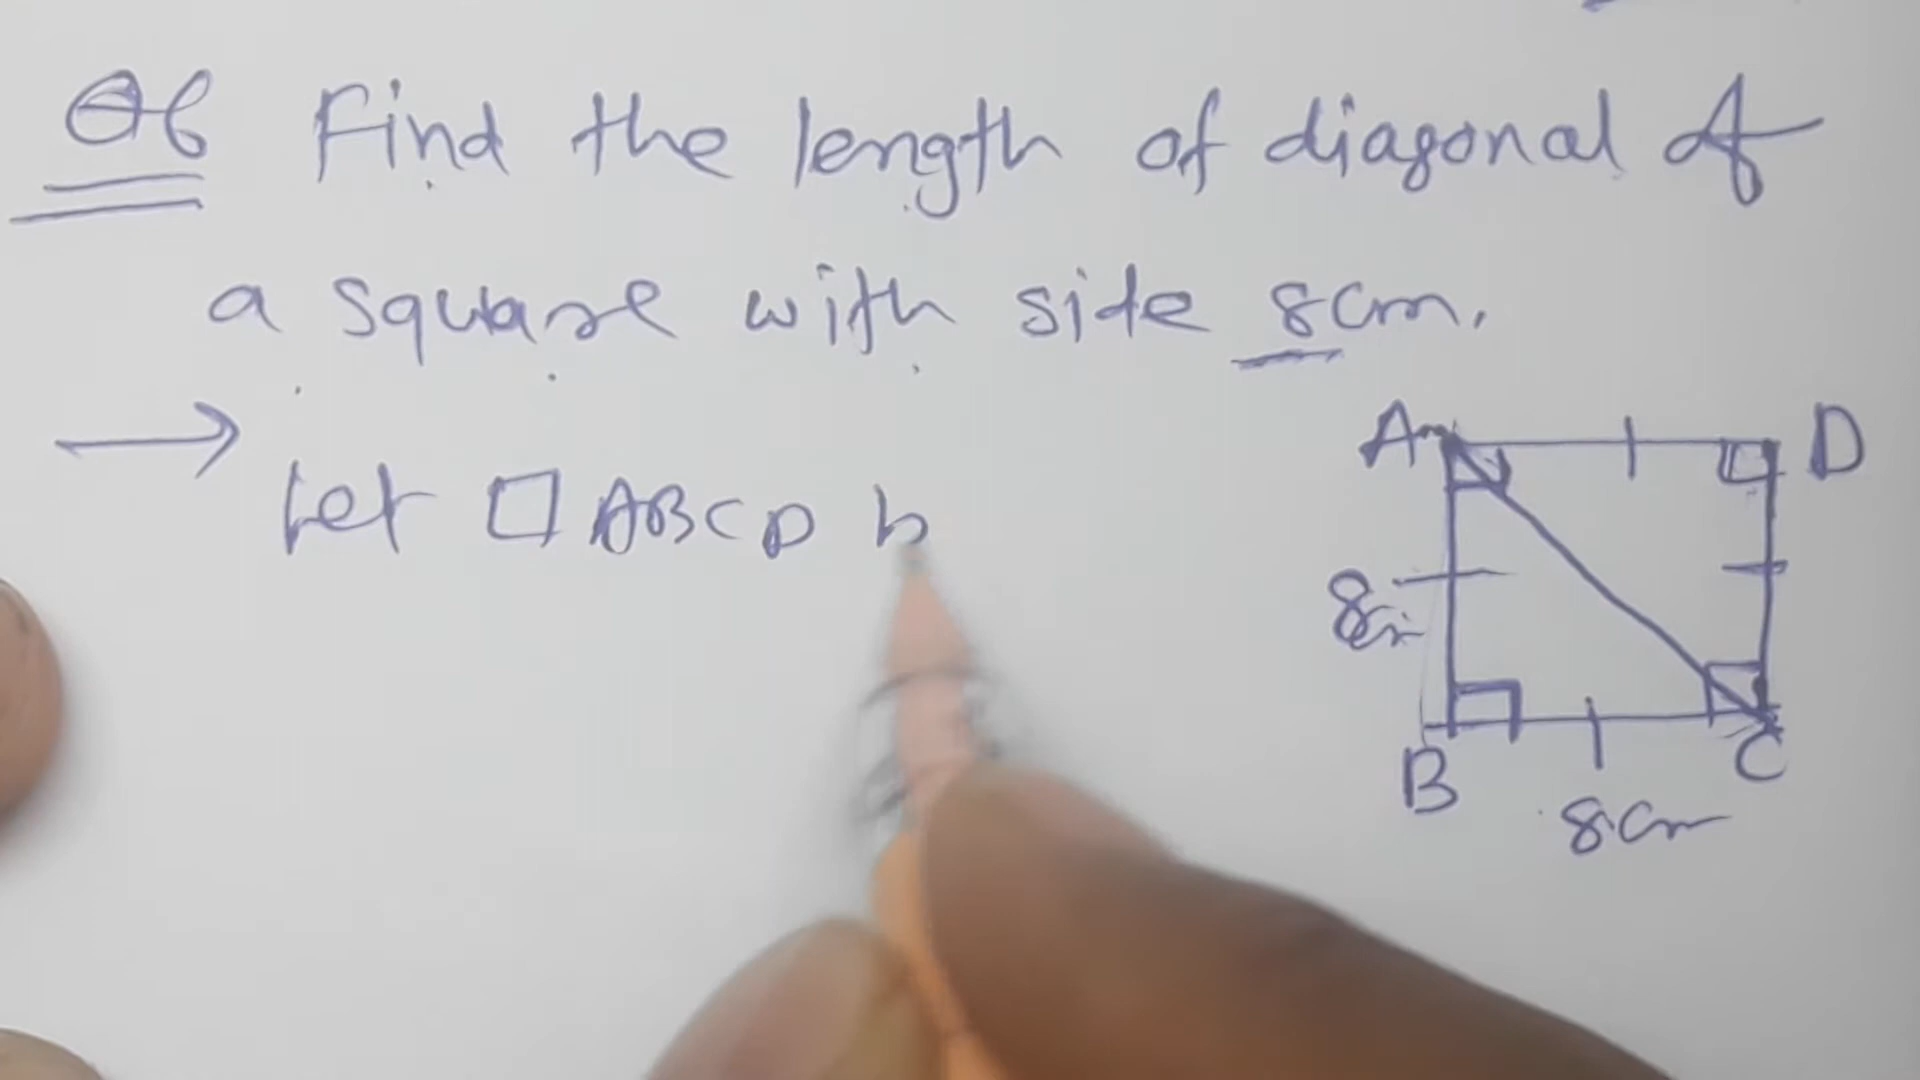 Q6 Find the length of diagonal of
a square with side 8cm.
→ Let □ ABCD b
A D
8cm
B C
8cm